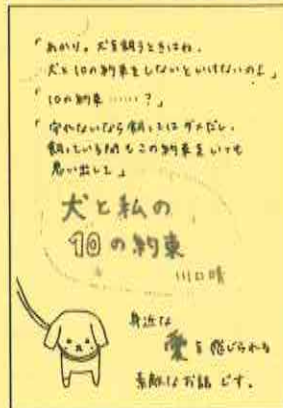 「あかり。犬を飼うときはね、
犬と10の約束をしないといけないのよ」
「10の約束……？」
「守れないなら飼ってはダメだし、
飼っている間もこの約束をいつも
思い出して」
犬と私の
10の約束
川口晴
身近な
愛を感じられる
素敵なお話です。